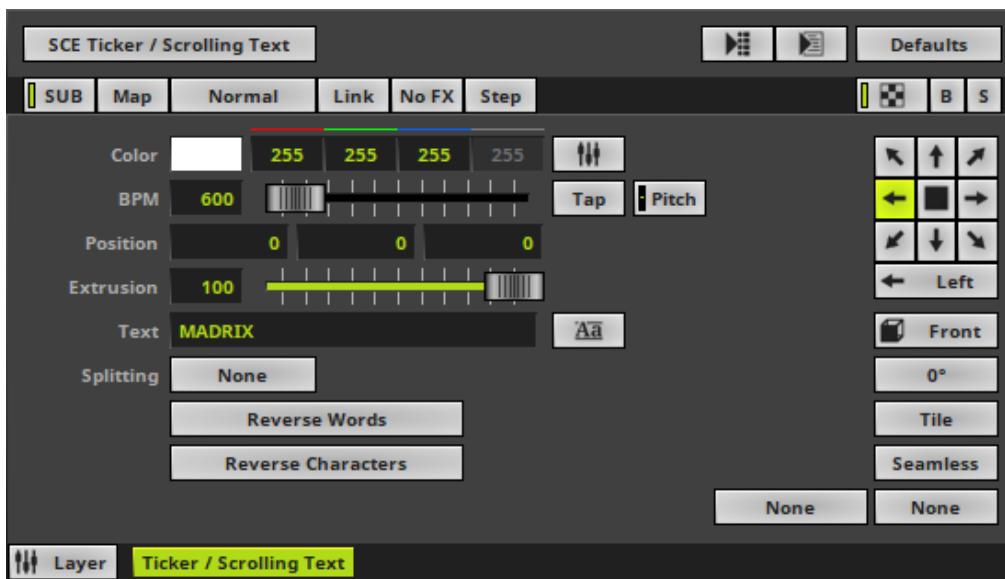 SCE Ticker / Scrolling Text Defaults
SUB Map Normal Link No FX Step B S
Color 255 255 255 255
BPM 600 Tap Pitch
Position 0 0 0
Extrusion 100 Left
Text MADRIX Aa Front
Splitting None 0°
Reverse Words Tile
Reverse Characters Seamless
None None
Layer Ticker / Scrolling Text